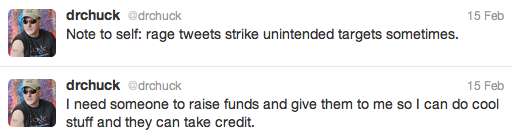 drchuck @drchuck 15 Feb
Note to self: rage tweets strike unintended targets sometimes.
drchuck @drchuck 15 Feb
I need someone to raise funds and give them to me so I can do cool
stuff and they can take credit.